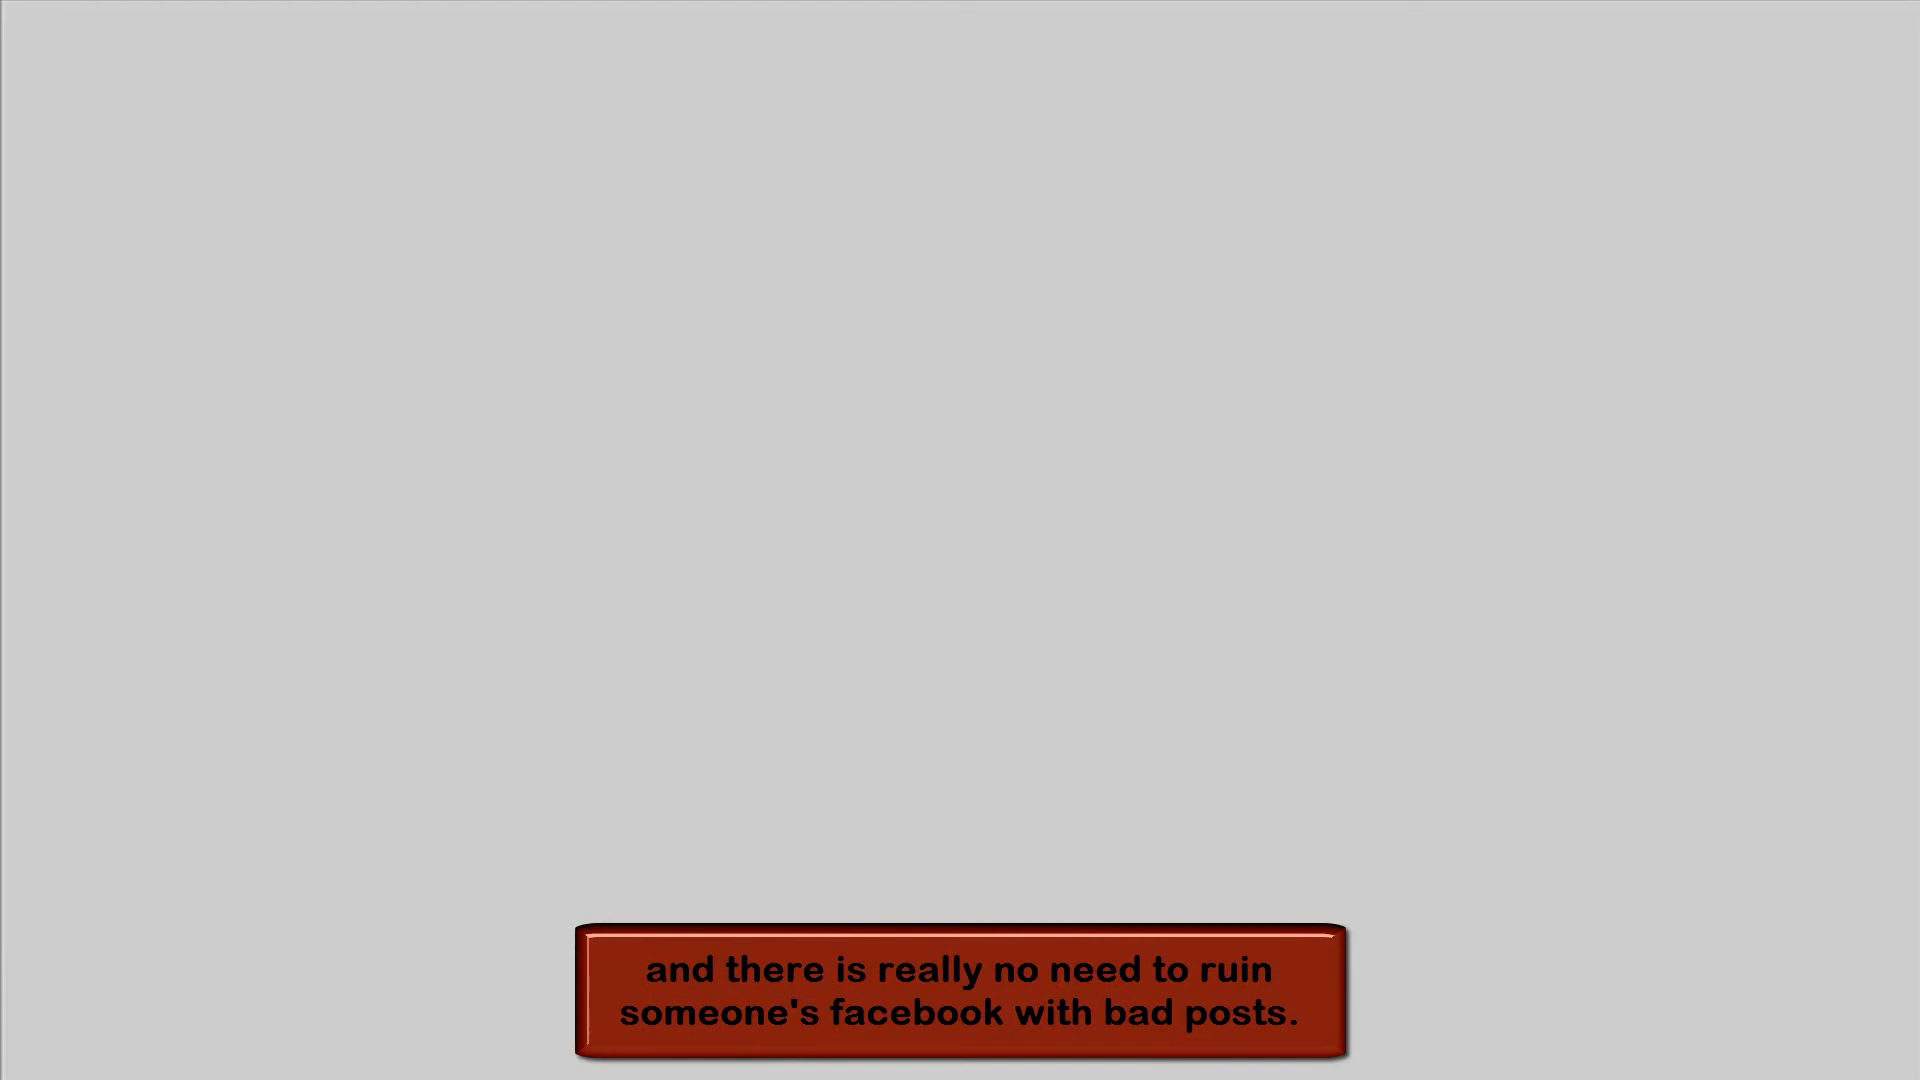 and there is really no need to ruin
someone's facebook with bad posts.